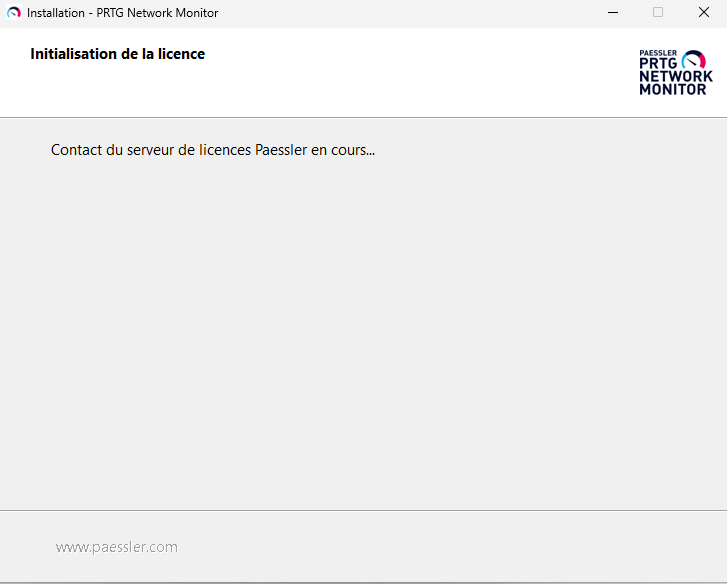 Installation - PRTG Network Monitor
Initialisation de la licence
PAESSLER
PRTG
NETWORK
MONITOR
Contact du serveur de licences Paessler en cours...
www.paessler.com